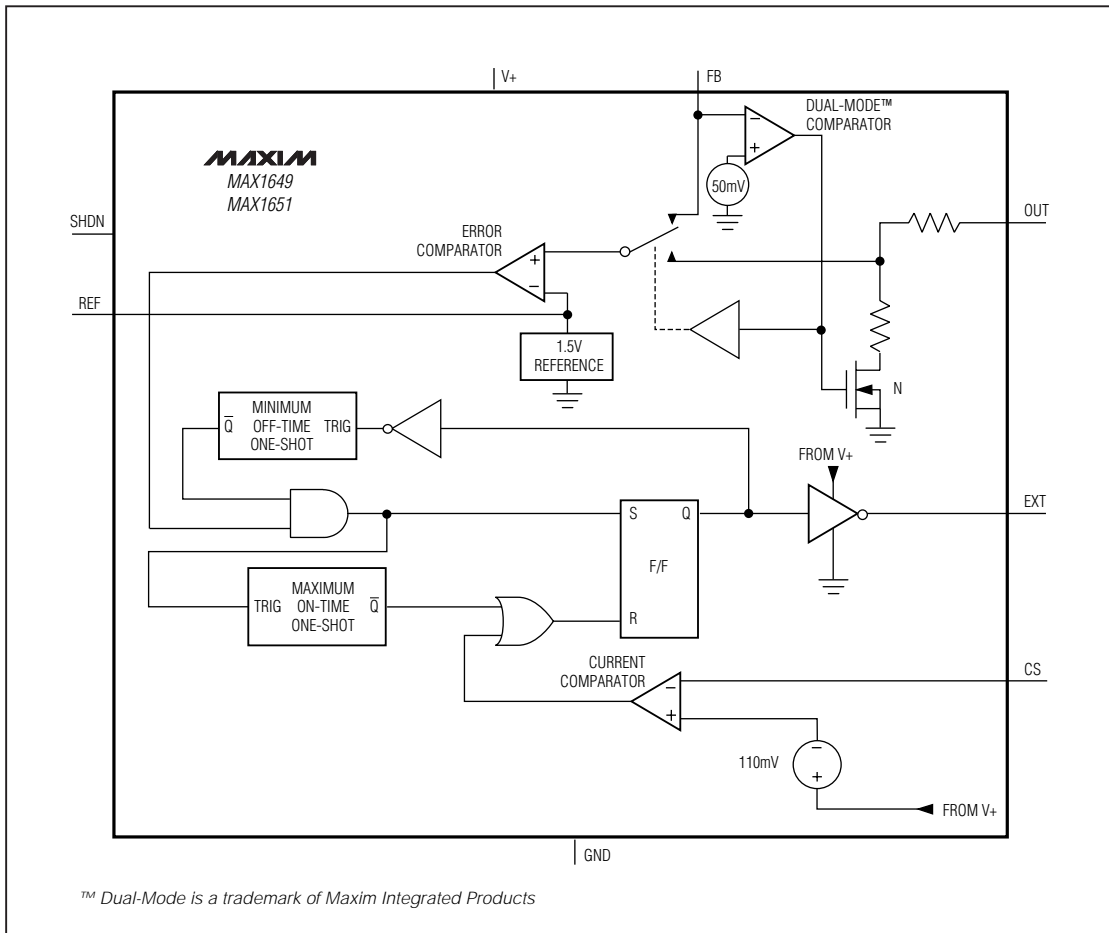 V+
FB
DUAL-MODE™
COMPARATOR
MAXIM
MAX1649
MAX1651
−
+
50mV
SHDN
OUT
ERROR
COMPARATOR
+
−
REF
1.5V
REFERENCE
N
MINIMUM
Q̅ OFF-TIME TRIG
ONE-SHOT
FROM V+
S Q
EXT
F/F
MAXIMUM
TRIG ON-TIME Q̅
ONE-SHOT
R
CURRENT
COMPARATOR
−
+
CS
110mV
−
+
FROM V+
GND
™ Dual-Mode is a trademark of Maxim Integrated Products